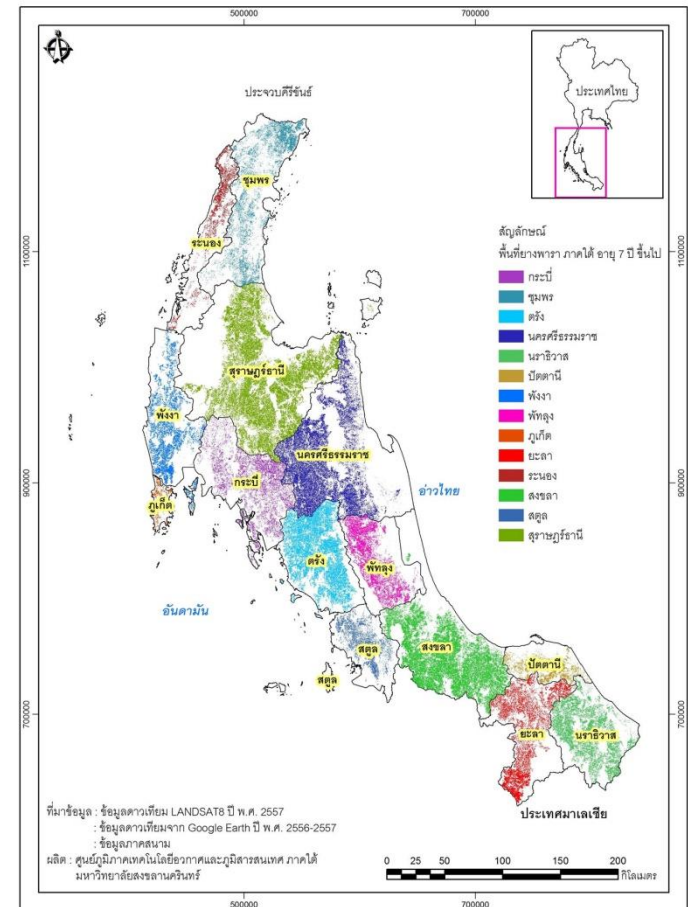 500000
700000
ประจวบคีรีขันธ์
ประเทศไทย
ชุมพร
ระนอง
1100000
1100000
สัญลักษณ์
พื้นที่ยางพารา ภาคใต้ อายุ 7 ปี ขึ้นไป
กระบี่
ชุมพร
ตรัง
นครศรีธรรมราช
นราธิวาส
ปัตตานี
พังงา
พัทลุง
ภูเก็ต
ยะลา
ระนอง
สงขลา
สตูล
สุราษฎร์ธานี
สุราษฎร์ธานี
พังงา
นครศรีธรรมราช
กระบี่
900000
900000
อ่าวไทย
ภูเก็ต
ตรัง
พัทลุง
อันดามัน
สตูล
สงขลา
ปัตตานี
สตูล
700000
700000
ยะลา
นราธิวาส
ประเทศมาเลเซีย
ที่มาข้อมูล : ข้อมูลดาวเทียม LANDSAT8 ปี พ.ศ. 2557
: ข้อมูลดาวเทียมจาก Google Earth ปี พ.ศ. 2556-2557
: ข้อมูลภาคสนาม
ผลิต : ศูนย์ภูมิภาคเทคโนโลยีอวกาศและภูมิสารสนเทศ ภาคใต้
มหาวิทยาลัยสงขลานครินทร์
0 25 50 100 150 200
กิโลเมตร
500000
700000